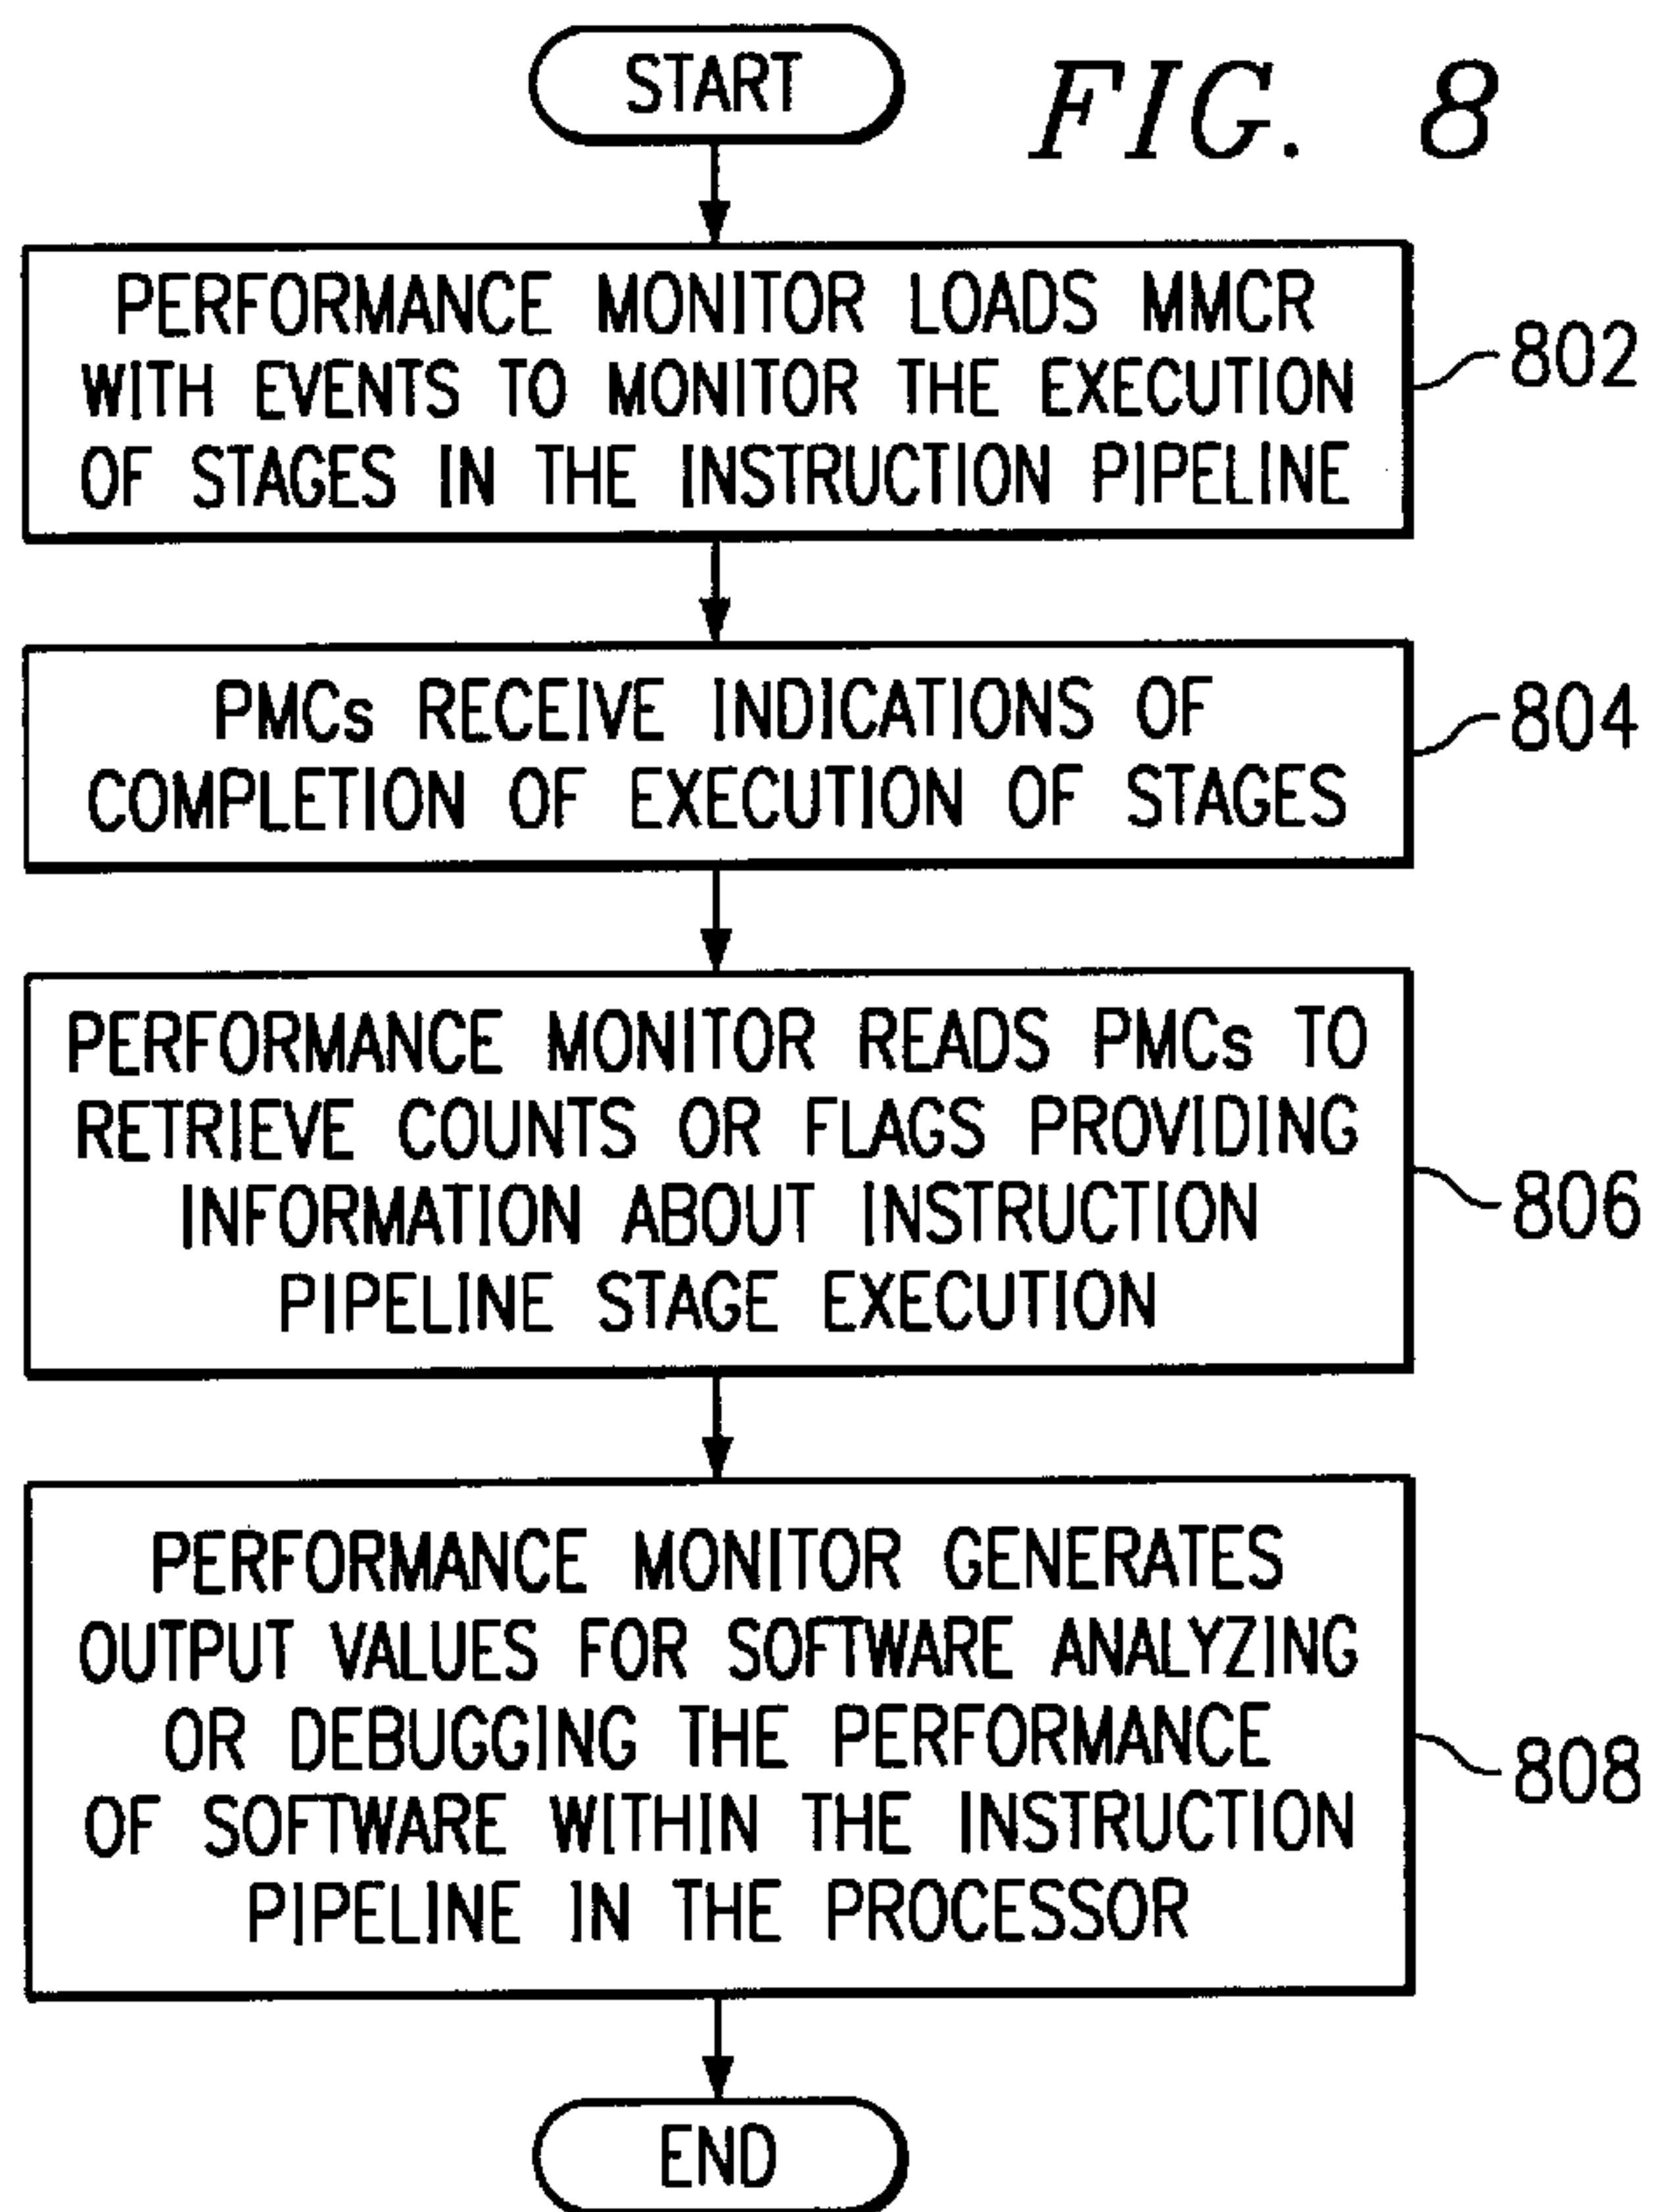 START
FIG. 8
PERFORMANCE MONITOR LOADS MMCR
WITH EVENTS TO MONITOR THE EXECUTION
OF STAGES IN THE INSTRUCTION PIPELINE
802
PMCs RECEIVE INDICATIONS OF
COMPLETION OF EXECUTION OF STAGES
804
PERFORMANCE MONITOR READS PMCs TO
RETRIEVE COUNTS OR FLAGS PROVIDING
INFORMATION ABOUT INSTRUCTION
PIPELINE STAGE EXECUTION
806
PERFORMANCE MONITOR GENERATES
OUTPUT VALUES FOR SOFTWARE ANALYZING
OR DEBUGGING THE PERFORMANCE
OF SOFTWARE WITHIN THE INSTRUCTION
PIPELINE IN THE PROCESSOR
808
END